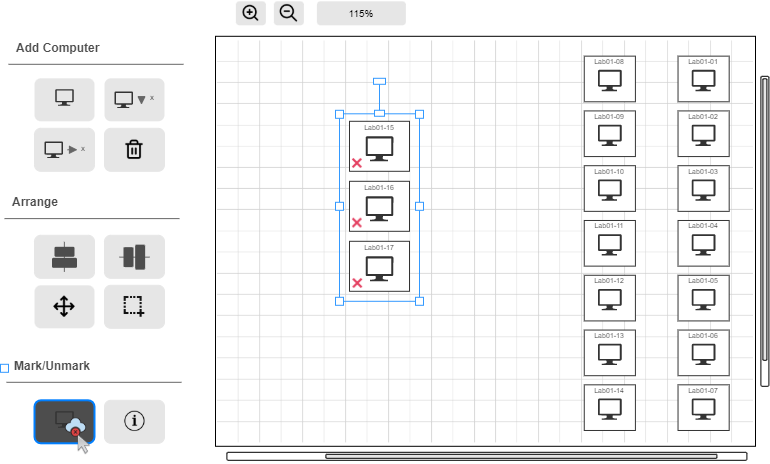 115%
Add Computer
x
x
Arrange
Mark/Unmark
Lab01-15
Lab01-16
Lab01-17
Lab01-08
Lab01-01
Lab01-09
Lab01-02
Lab01-10
Lab01-03
Lab01-11
Lab01-04
Lab01-12
Lab01-05
Lab01-13
Lab01-06
Lab01-14
Lab01-07